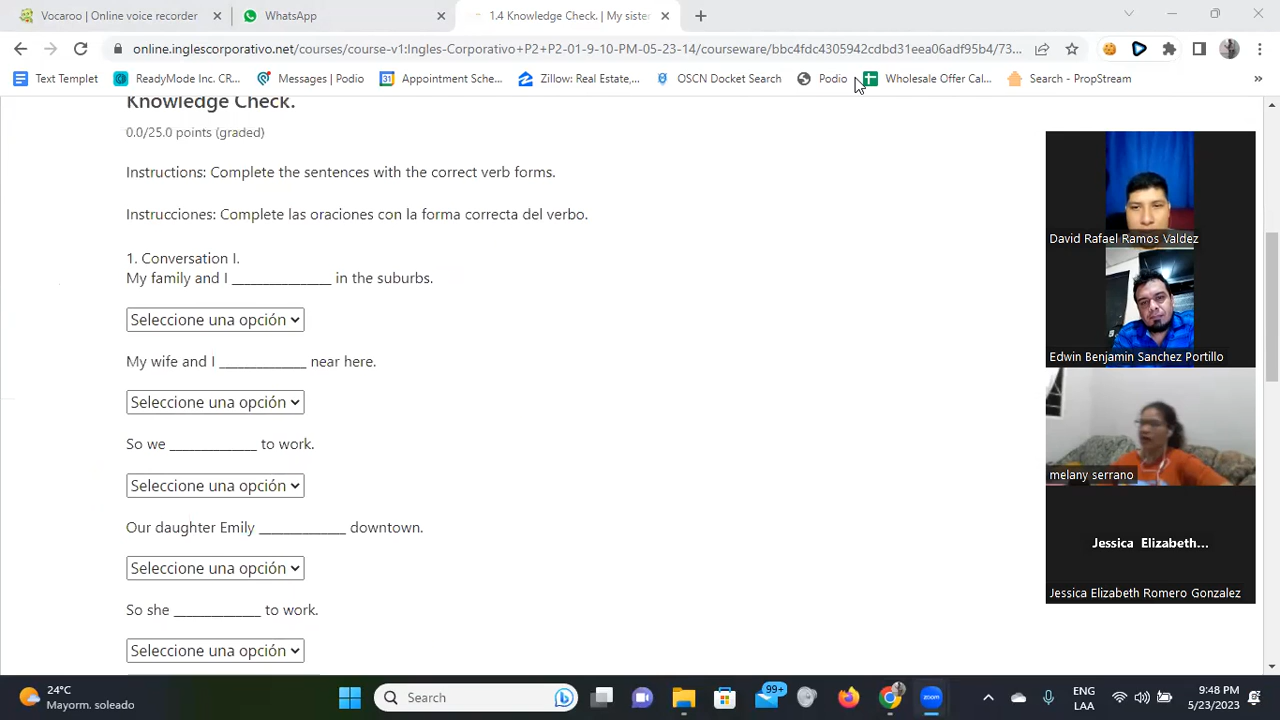 Vocaroo | Online voice recorder
WhatsApp
1.4 Knowledge Check. | My sister
online.inglescorporativo.net/courses/course-v1:Ingles-Corporativo+P2+P2-01-9-10-PM-05-23-14/courseware/bbc4fdc4305942cdbd31eea06adf95b4/73...
Text Templet
ReadyMode Inc. CR...
Messages | Podio
Appointment Sche...
Zillow: Real Estate,...
OSCN Docket Search
Podio
Wholesale Offer Cal...
Search - PropStream
Knowledge Check.
0.0/25.0 points (graded)
Instructions: Complete the sentences with the correct verb forms.
Instrucciones: Complete las oraciones con la forma correcta del verbo.
1. Conversation I.
My family and I ________________ in the suburbs.
Seleccione una opción
My wife and I ______________ near here.
Seleccione una opción
So we ______________ to work.
Seleccione una opción
Our daughter Emily ______________ downtown.
Seleccione una opción
So she ______________ to work.
Seleccione una opción
David Rafael Ramos Valdez
Edwin Benjamin Sanchez Portillo
melany serrano
Jessica Elizabeth...
Jessica Elizabeth Romero Gonzalez
24°C
Mayorm. soleado
Search
99+
ENG
LAA
9:48 PM
5/23/2023